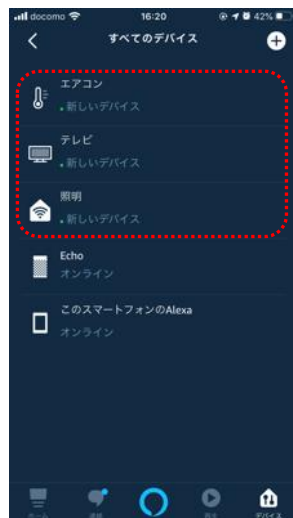 docomo 16:20 42%
すべてのデバイス
エアコン
新しいデバイス
テレビ
新しいデバイス
照明
新しいデバイス
Echo
オンライン
このスマートフォンのAlexa
オンライン
デバイス